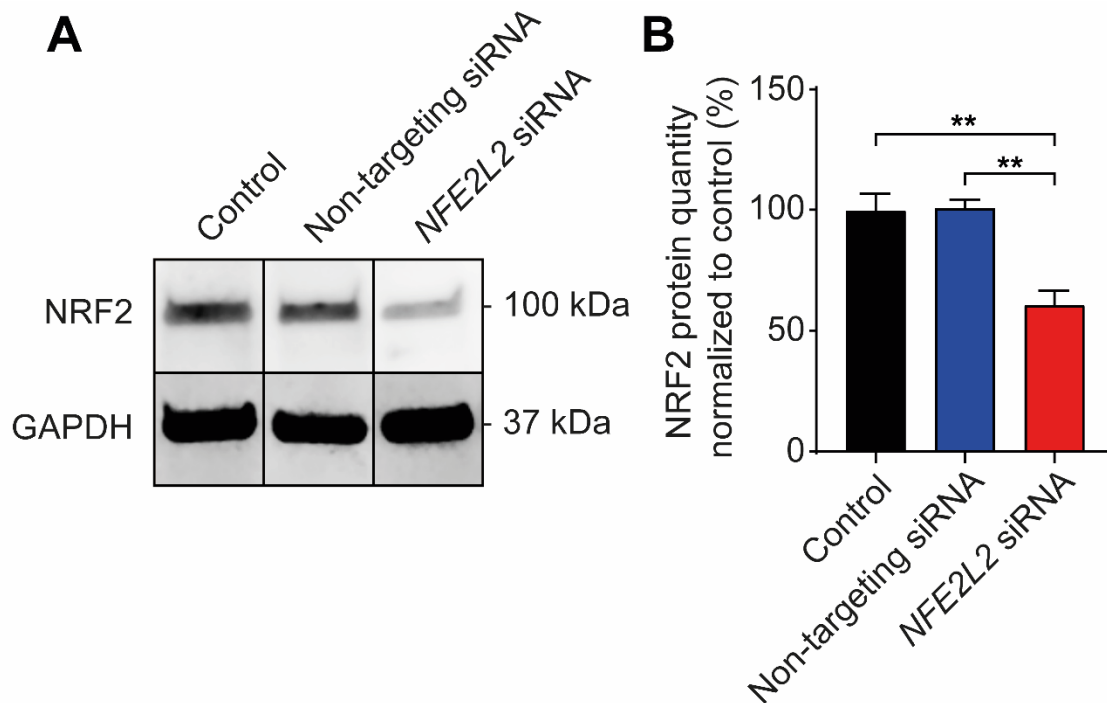 A
Control
Non-targeting siRNA
NFE2L2 siRNA
NRF2
- 100 kDa
GAPDH
- 37 kDa
B
NRF2 protein quantity
normalized to control (%)
150
100
50
0
**
**
Control
Non-targeting siRNA
NFE2L2 siRNA